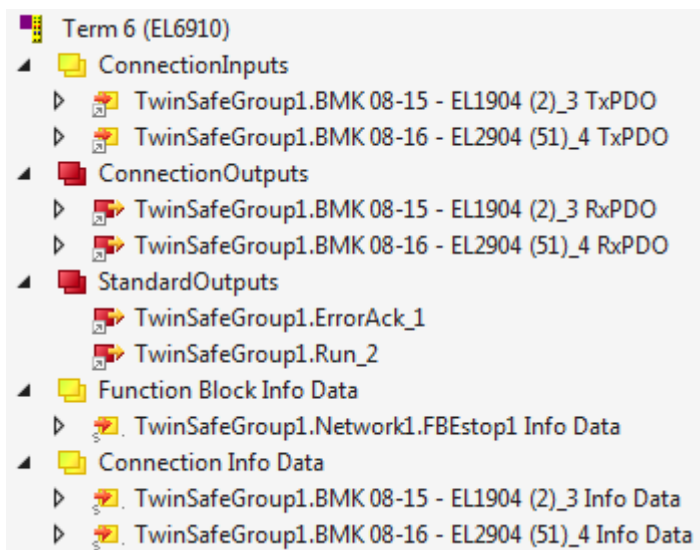 Term 6 (EL6910)
ConnectionInputs
TwinSafeGroup1.BMK 08-15 - EL1904 (2)_3 TxPDO
TwinSafeGroup1.BMK 08-16 - EL2904 (51)_4 TxPDO
ConnectionOutputs
TwinSafeGroup1.BMK 08-15 - EL1904 (2)_3 RxPDO
TwinSafeGroup1.BMK 08-16 - EL2904 (51)_4 RxPDO
StandardOutputs
TwinSafeGroup1.ErrorAck_1
TwinSafeGroup1.Run_2
Function Block Info Data
TwinSafeGroup1.Network1.FBEstop1 Info Data
Connection Info Data
TwinSafeGroup1.BMK 08-15 - EL1904 (2)_3 Info Data
TwinSafeGroup1.BMK 08-16 - EL2904 (51)_4 Info Data